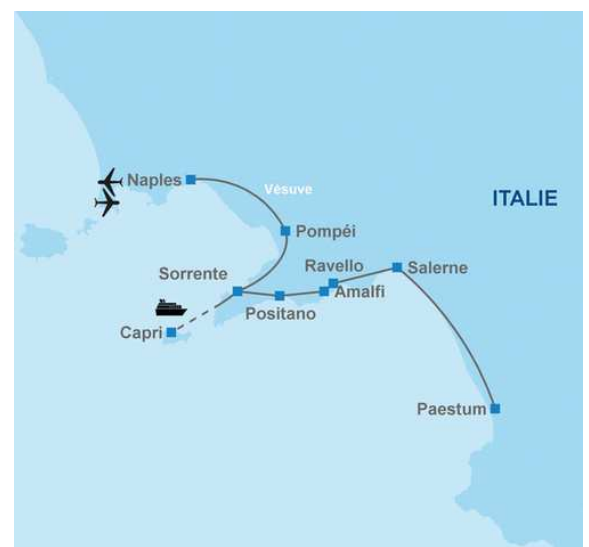 Naples
Vésuve
ITALIE
Pompéi
Ravello
Salerne
Sorrente
Amalfi
Positano
Capri
Paestum